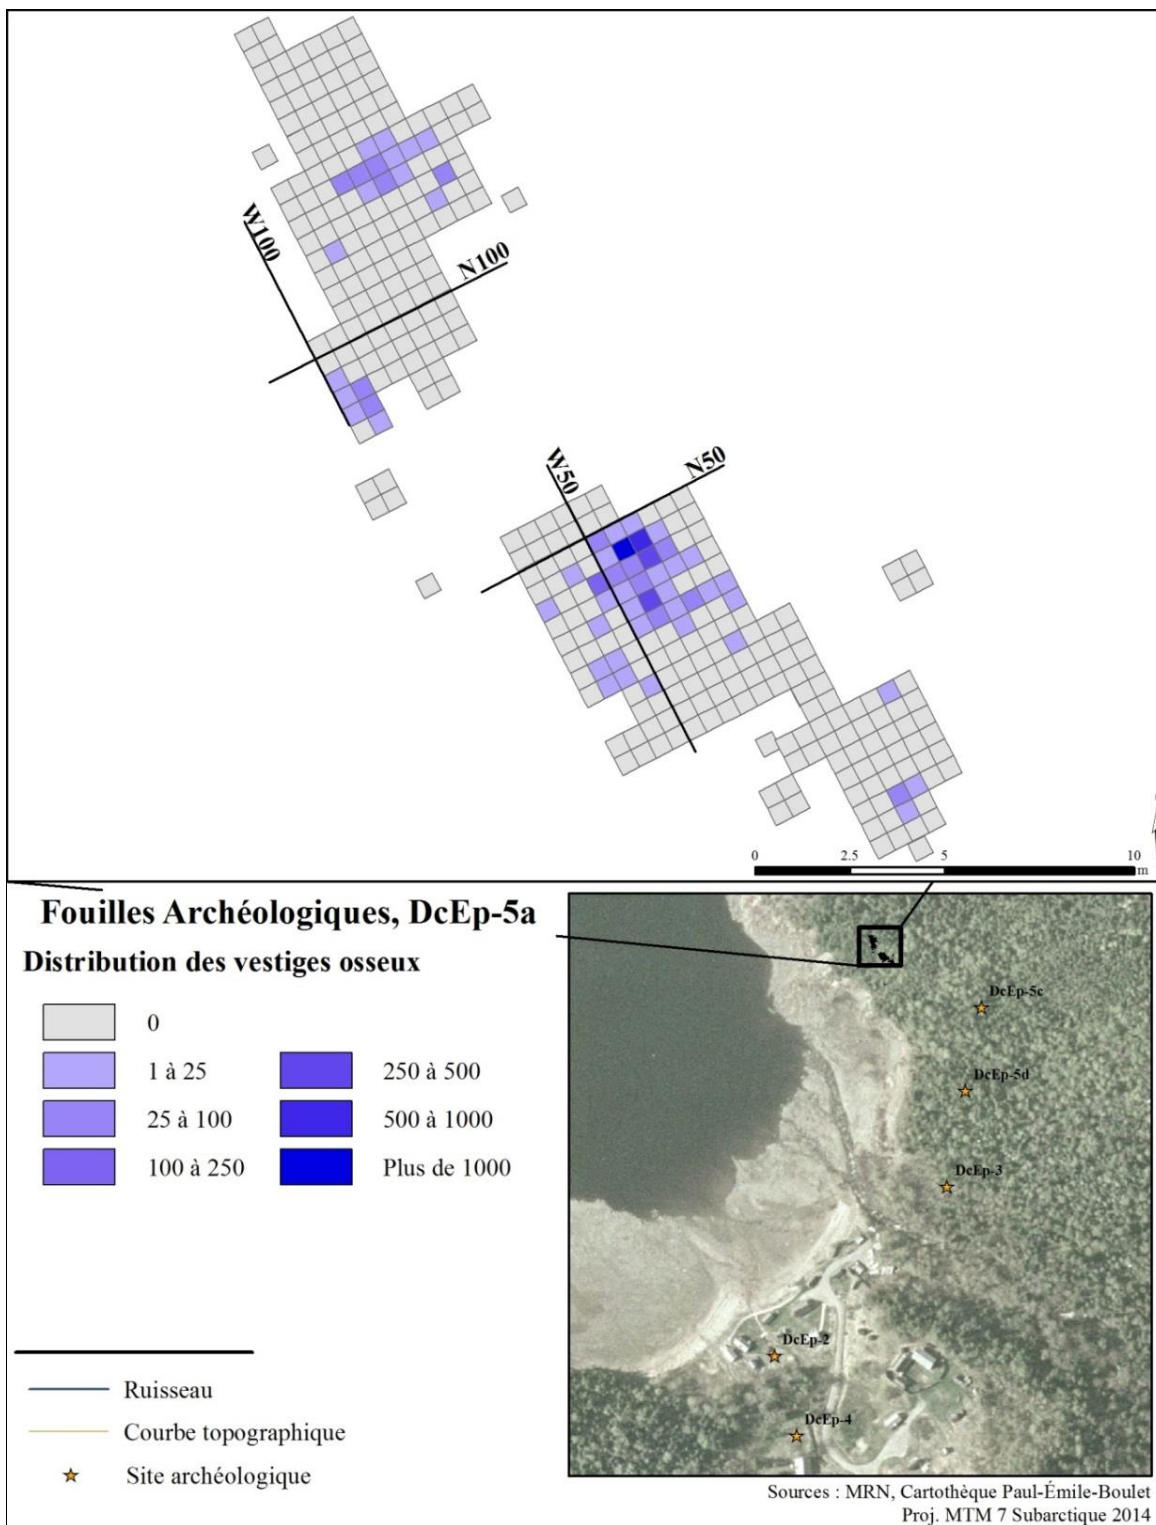 W100
N100
W50
N50
0 2.5 5 10
m
Fouilles Archéologiques, DcEp-5a
Distribution des vestiges osseux
0
1 à 25
250 à 500
25 à 100
500 à 1000
100 à 250
Plus de 1000
Ruisseau
Courbe topographique
Site archéologique
DcEp-5c
DcEp-5d
DcEp-3
DcEp-2
DcEp-4
Sources : MRN, Cartothèque Paul-Émile-Boulet
Proj. MTM 7 Subarctique 2014